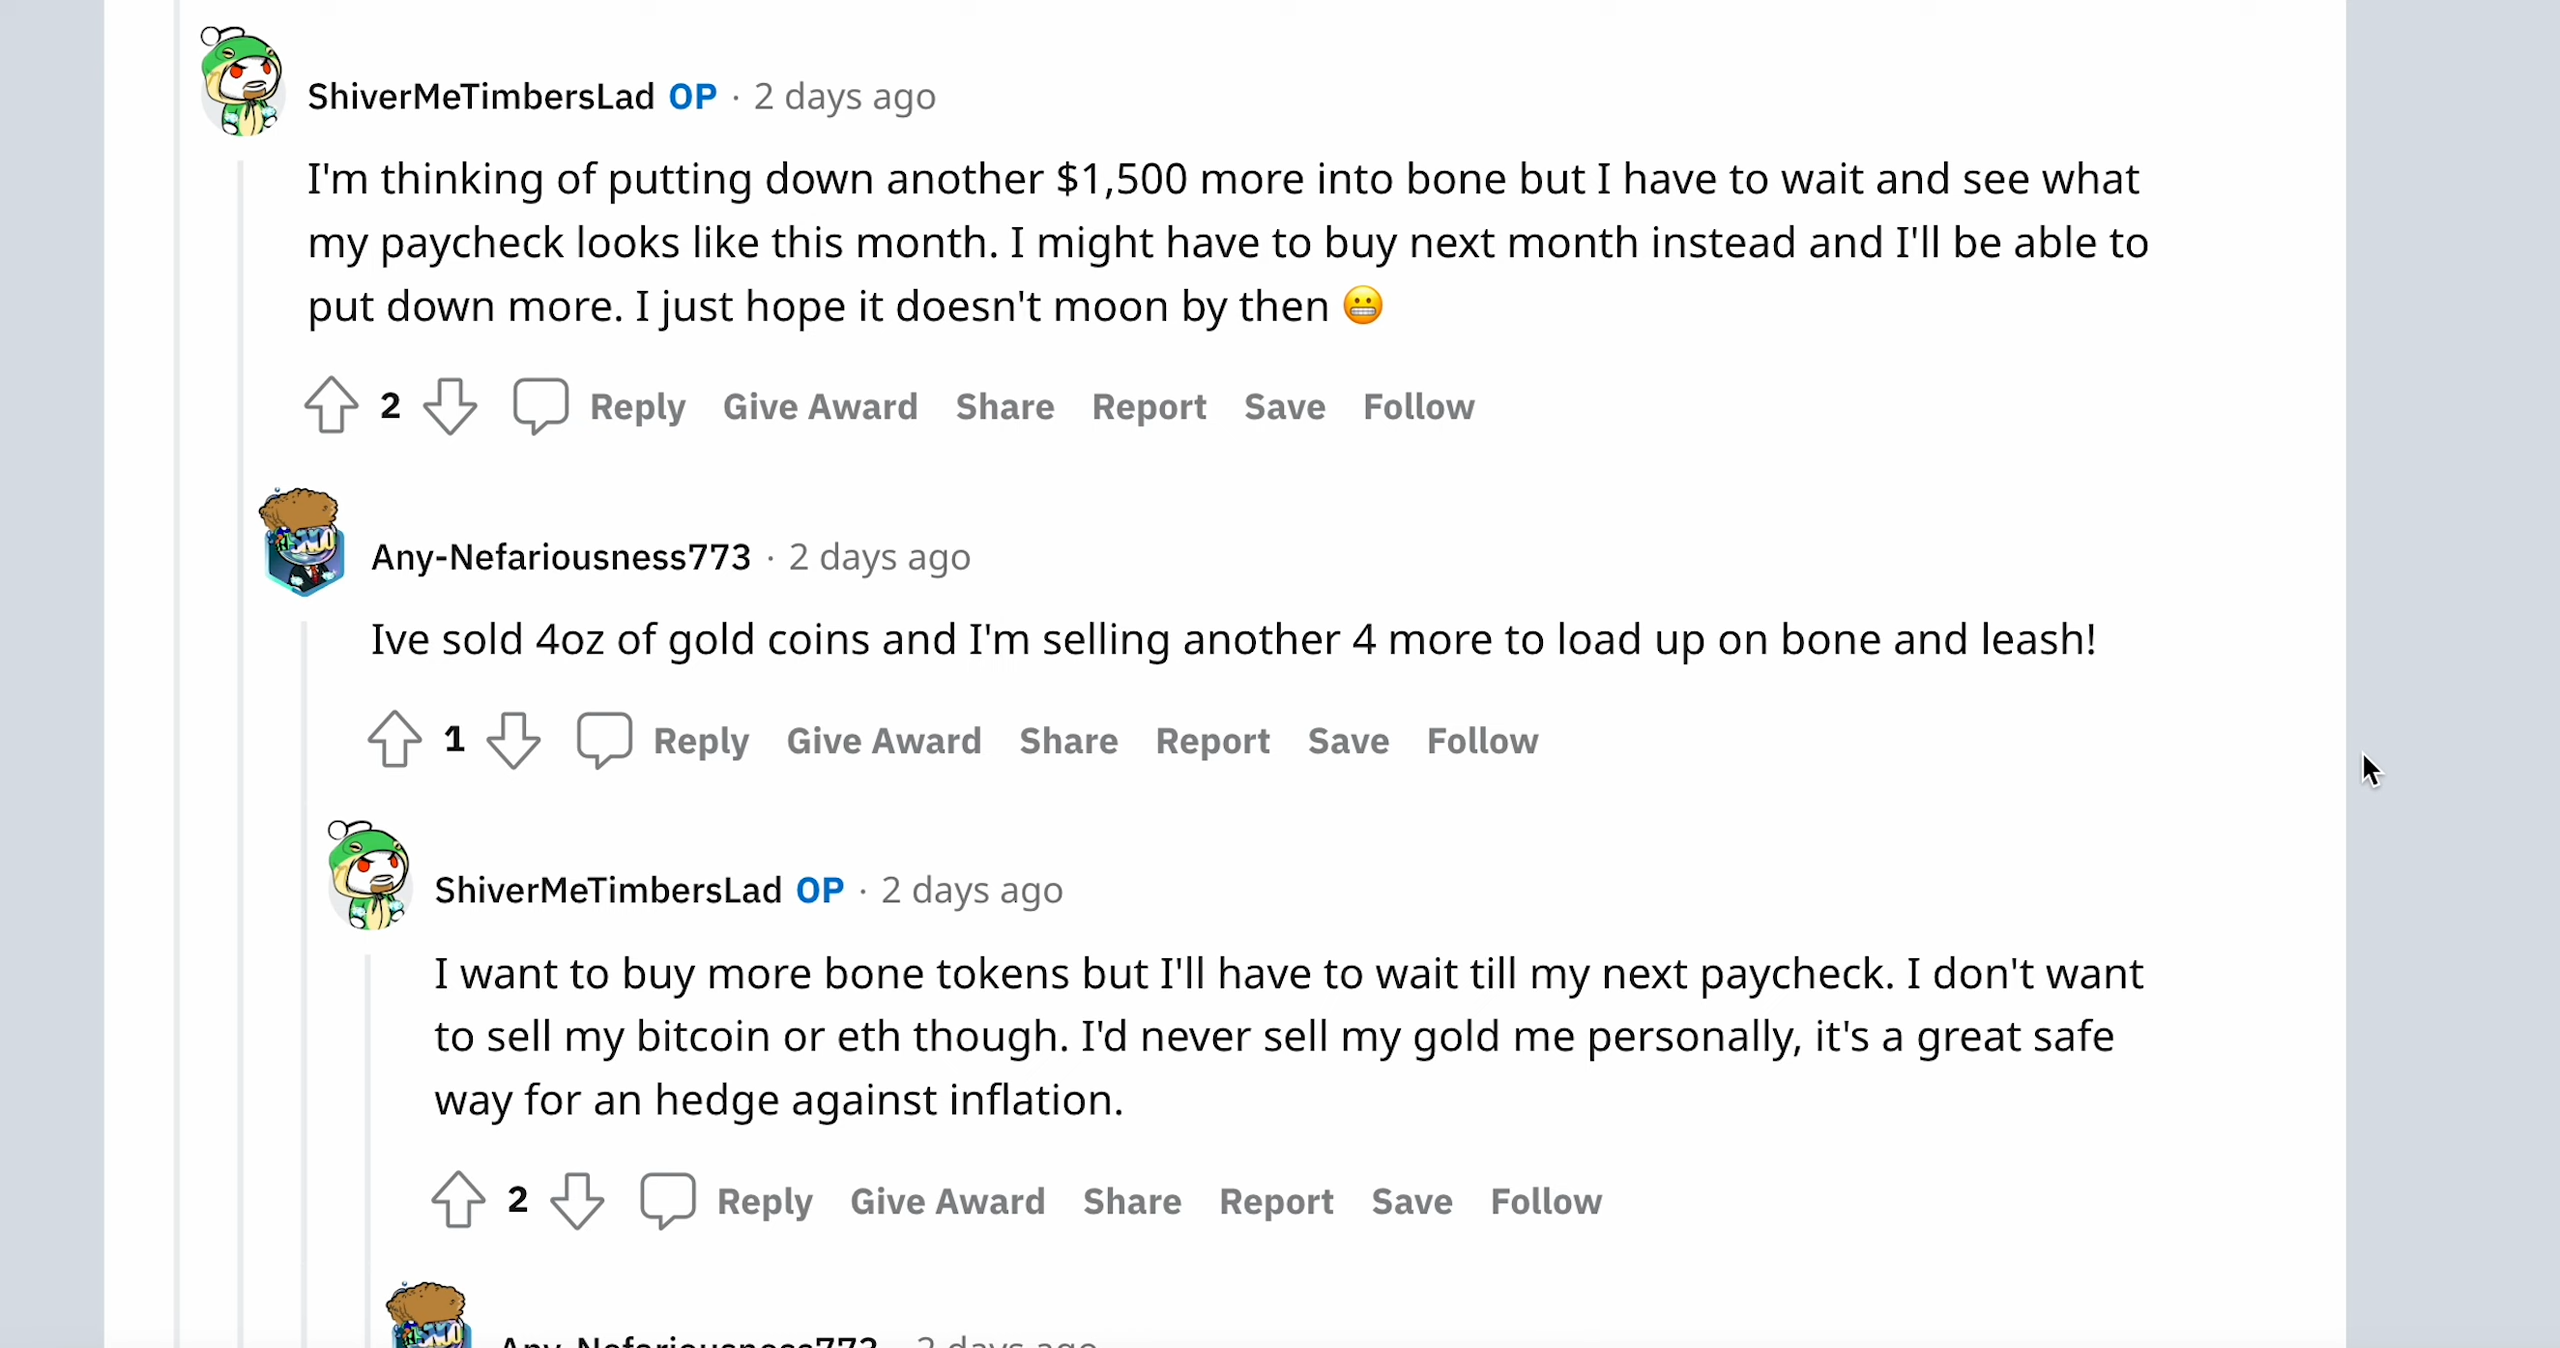 ShiverMeTimbersLad OP · 2 days ago
I'm thinking of putting down another $1,500 more into bone but I have to wait and see what
my paycheck looks like this month. I might have to buy next month instead and I'll be able to
put down more. I just hope it doesn't moon by then 😬
2 Reply Give Award Share Report Save Follow
Any-Nefariousness773 · 2 days ago
Ive sold 4oz of gold coins and I'm selling another 4 more to load up on bone and leash!
1 Reply Give Award Share Report Save Follow
ShiverMeTimbersLad OP · 2 days ago
I want to buy more bone tokens but I'll have to wait till my next paycheck. I don't want
to sell my bitcoin or eth though. I'd never sell my gold me personally, it's a great safe
way for an hedge against inflation.
2 Reply Give Award Share Report Save Follow
Any-Nefariousness773 · 2 days ago